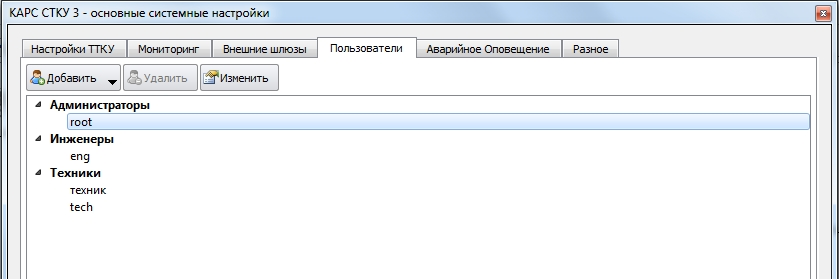 КАРС СТКУ 3 - основные системные настройки
Настройки ТТКУ Мониторинг Внешние шлюзы Пользователи Аварийное Оповещение Разное
Добавить Удалить Изменить
Администраторы
root
Инженеры
eng
Техники
техник
tech